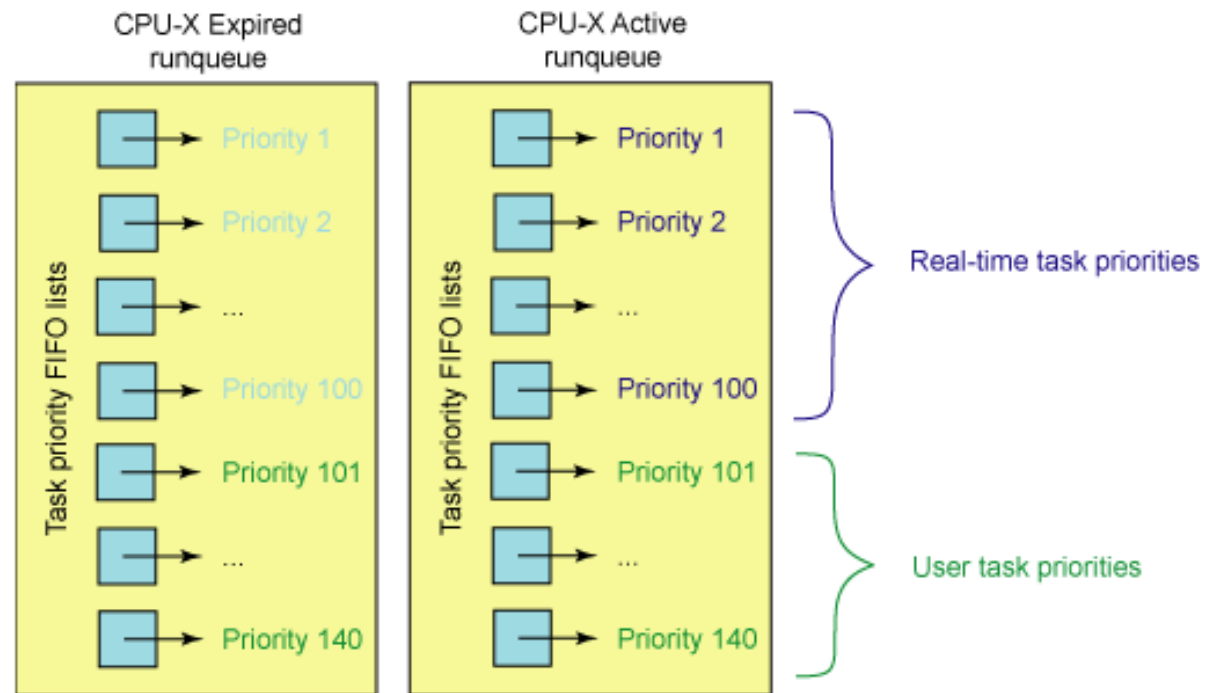 CPU-X Expired
runqueue
Task priority FIFO lists
Priority 1
Priority 2
...
Priority 100
Priority 101
...
Priority 140
CPU-X Active
runqueue
Task priority FIFO lists
Priority 1
Priority 2
...
Priority 100
Priority 101
...
Priority 140
Real-time task priorities
User task priorities